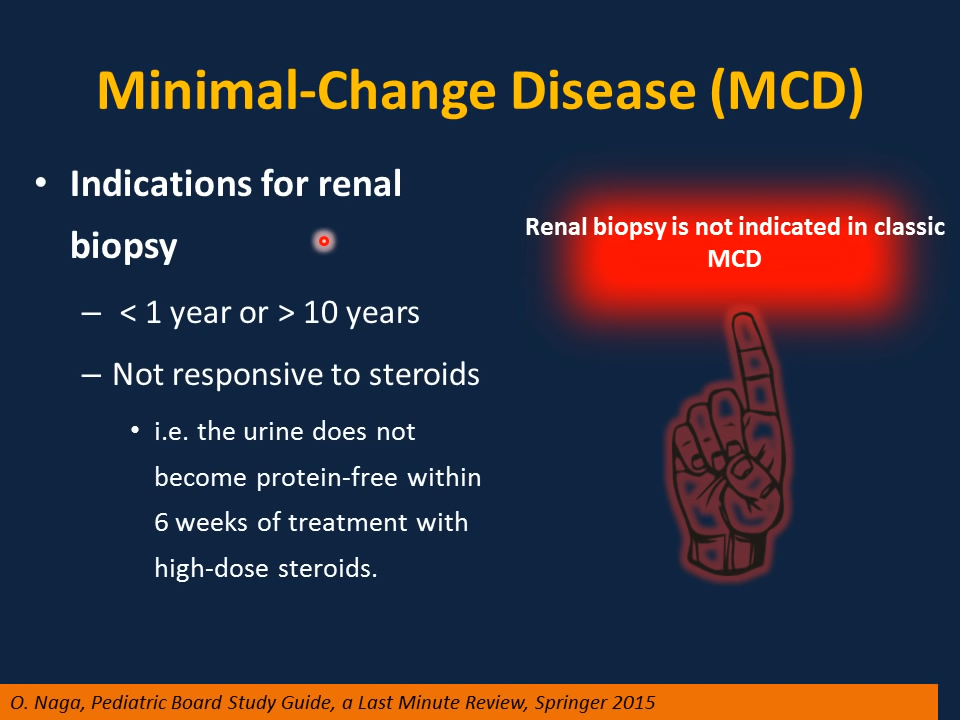 Minimal-Change Disease (MCD)
• Indications for renal
biopsy
– < 1 year or > 10 years
– Not responsive to steroids
• i.e. the urine does not
become protein-free within
6 weeks of treatment with
high-dose steroids.
Renal biopsy is not indicated in classic
MCD
O. Naga, Pediatric Board Study Guide, a Last Minute Review, Springer 2015